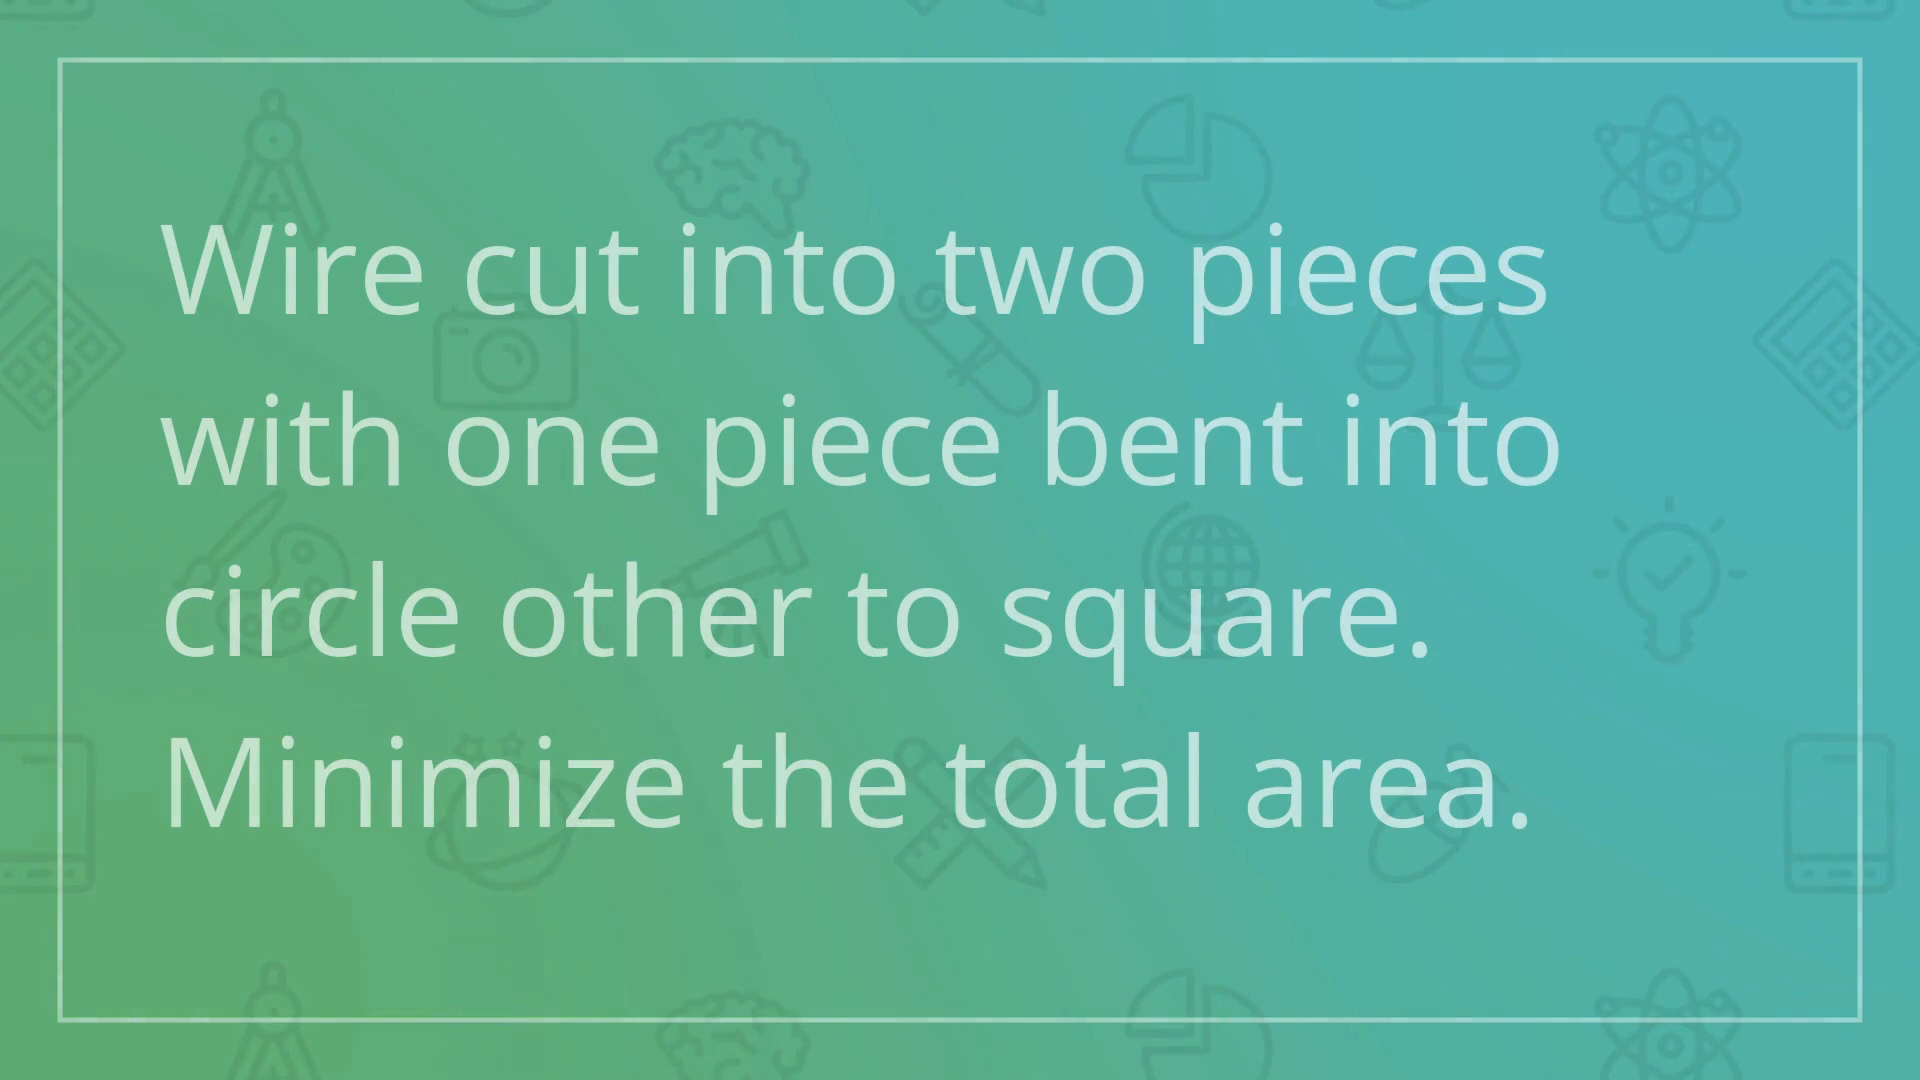 Wire cut into two pieces
with one piece bent into
circle other to square.
Minimize the total area.